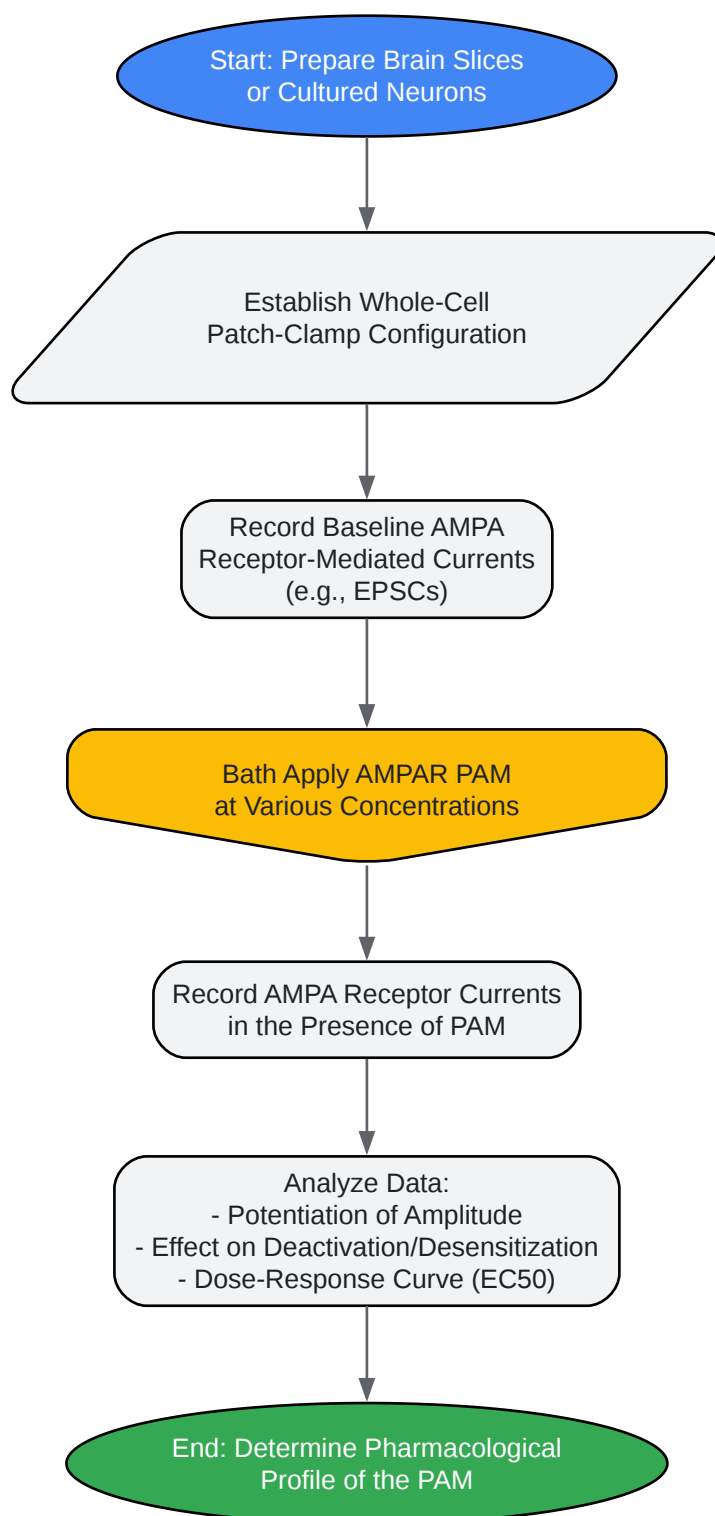 Start: Prepare Brain Slices
or Cultured Neurons
Establish Whole-Cell
Patch-Clamp Configuration
Record Baseline AMPA
Receptor-Mediated Currents
(e.g., EPSCs)
Bath Apply AMPAR PAM
at Various Concentrations
Record AMPA Receptor Currents
in the Presence of PAM
Analyze Data:
- Potentiation of Amplitude
- Effect on Deactivation/Desensitization
- Dose-Response Curve (EC50)
End: Determine Pharmacological
Profile of the PAM